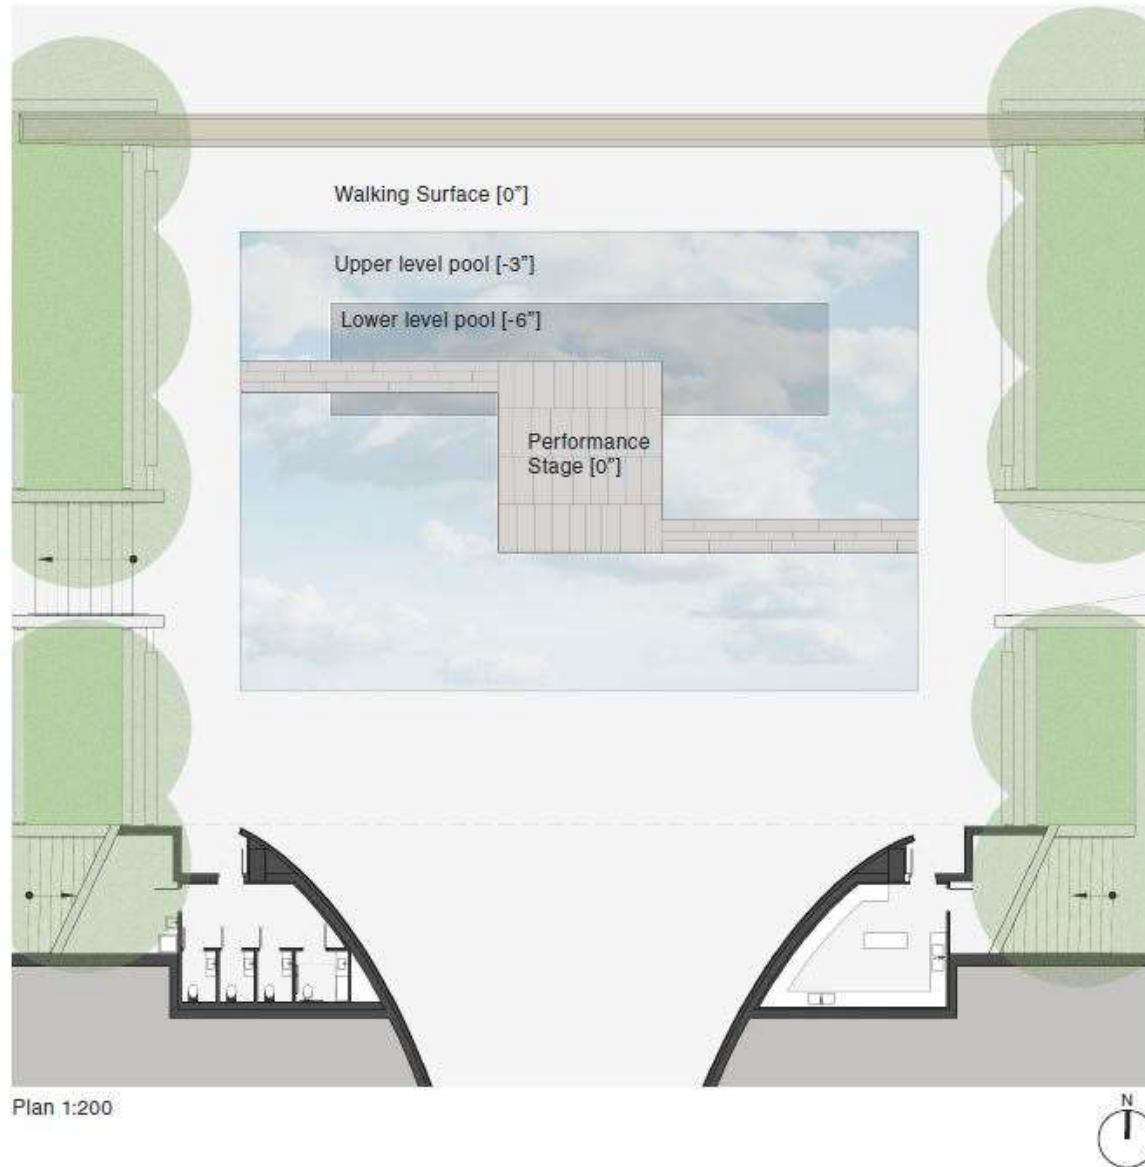 Walking Surface [0”]
Upper level pool [-3”]
Lower level pool [-6”]
Performance
Stage [0”]
Plan 1:200
N